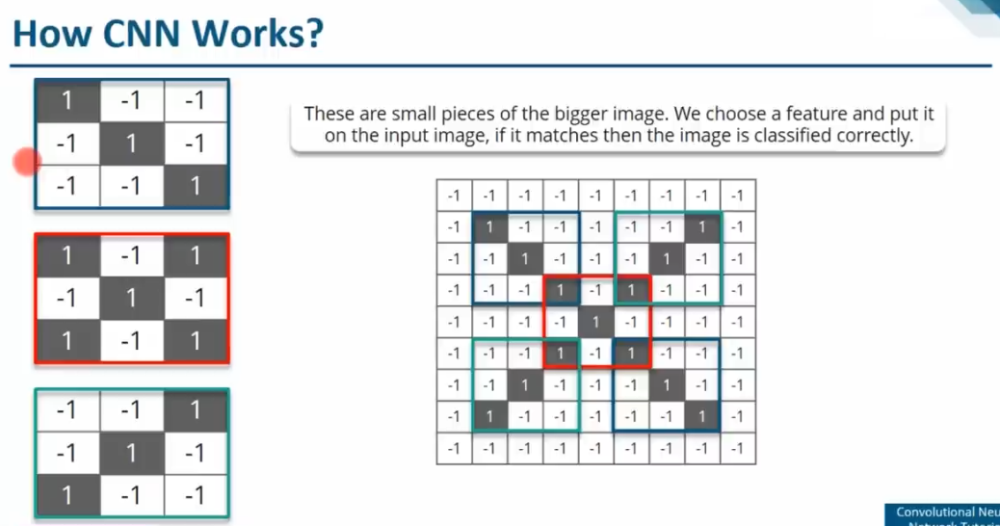 How CNN Works?
These are small pieces of the bigger image. We choose a feature and put it
on the input image, if it matches then the image is classified correctly.
1 -1 -1
-1 1 -1
-1 -1 1
1 -1 1
-1 1 -1
1 -1 1
-1 -1 1
-1 1 -1
1 -1 -1
-1 -1 -1 -1 -1 -1 -1 -1 -1
-1 1 -1 -1 -1 -1 -1 1 -1
-1 -1 1 -1 -1 -1 1 -1 -1
-1 -1 -1 1 -1 1 -1 -1 -1
-1 -1 -1 -1 1 -1 -1 -1 -1
-1 -1 -1 1 -1 1 -1 -1 -1
-1 -1 1 -1 -1 -1 1 -1 -1
-1 1 -1 -1 -1 -1 -1 1 -1
-1 -1 -1 -1 -1 -1 -1 -1 -1
Convolutional Neu